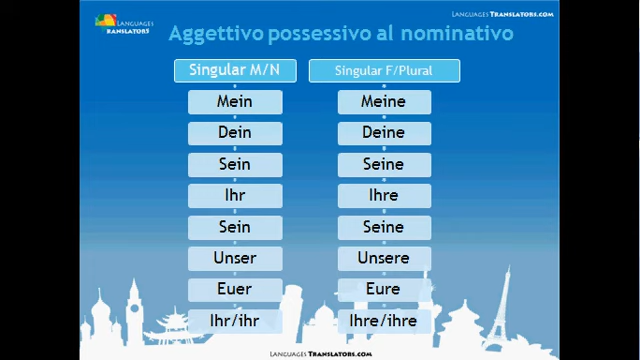 LANGUAGES
TRANSLATORS
LANGUAGES TRANSLATORS.COM
Aggettivo possessivo al nominativo
Singular M/N Singular F/Plural
Mein Meine
Dein Deine
Sein Seine
Ihr Ihre
Sein Seine
Unser Unsere
Euer Eure
Ihr/ihr Ihre/ihre
LANGUAGES TRANSLATORS.COM